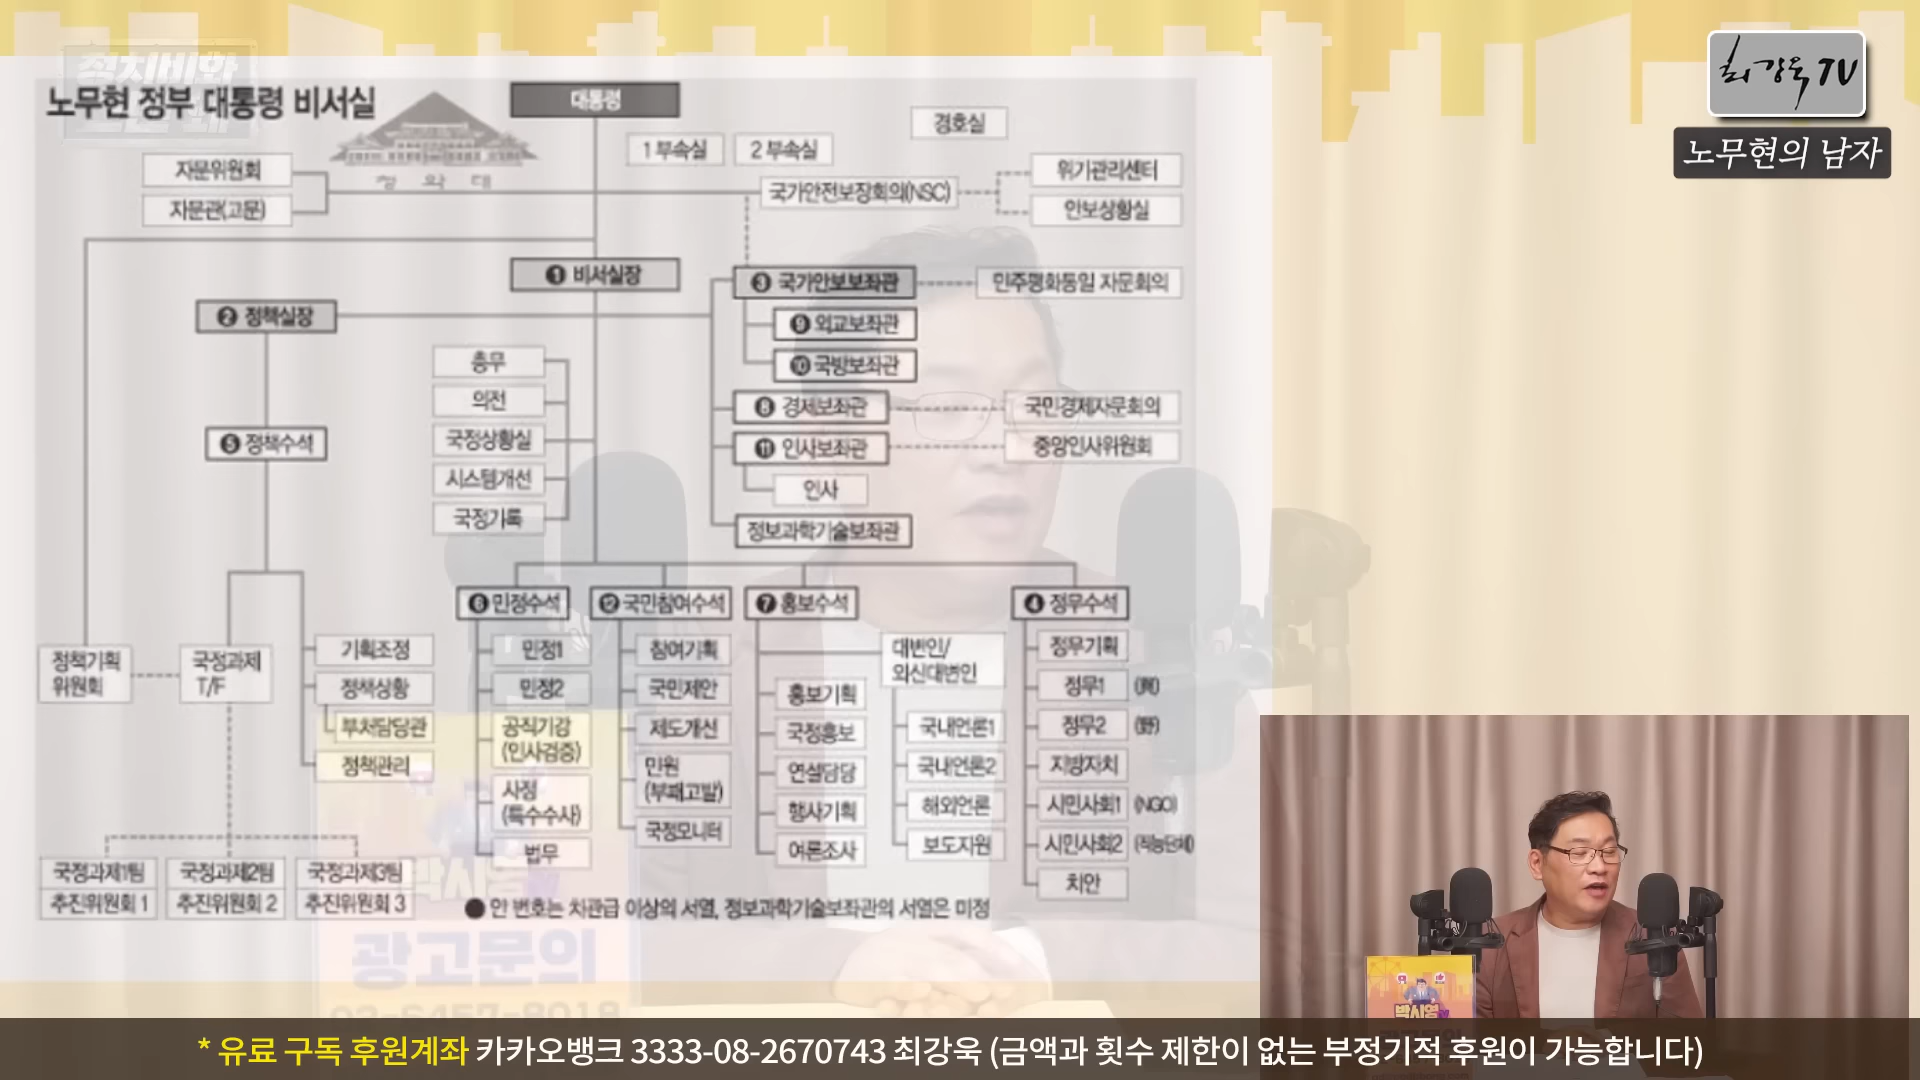 정치비화
노무현 정부 대통령 비서실
청 와 대
대통령
1 부속실
2 부속실
경호실
자문위원회
자문관(고문)
국가안전보장회의(NSC)
위기관리센터
안보상황실
❶ 비서실장
❷ 정책실장
❸ 국가안보보좌관
민주평화통일 자문회의
❾ 외교보좌관
❿ 국방보좌관
총무
의전
국정상황실
시스템개선
국정기록
❽ 경제보좌관
국민경제자문회의
⓫ 인사보좌관
중앙인사위원회
인사
정보과학기술보좌관
❺ 정책수석
❻ 민정수석
⓬ 국민참여수석
❼ 홍보수석
❹ 정무수석
정책기획
위원회
국정과제
T/F
기획조정
정책상황
부처담당관
정책관리
민정1
민정2
공직기강
(인사검증)
사정
(특수수사)
법무
참여기획
국민제안
제도개선
민원
(부패고발)
국정모니터
대변인/
외신대변인
홍보기획
국정홍보
연설담당
행사기획
여론조사
국내언론1
국내언론2
해외언론
보도지원
정무기획
정무1 (與)
정무2 (野)
지방자치
시민사회1 (NGO)
시민사회2 (직능단체)
치안
국정과제1팀
추진위원회 1
국정과제2팀
추진위원회 2
국정과제3팀
추진위원회 3
● 안 번호는 차관급 이상의 서열, 정보과학기술보좌관의 서열은 미정
박시영
광고문의
02-6457-8018
최강욱TV
노무현의 남자
박시영TV
* 유료 구독 후원계좌 카카오뱅크 3333-08-2670743 최강욱 (금액과 횟수 제한이 없는 부정기적 후원이 가능합니다)